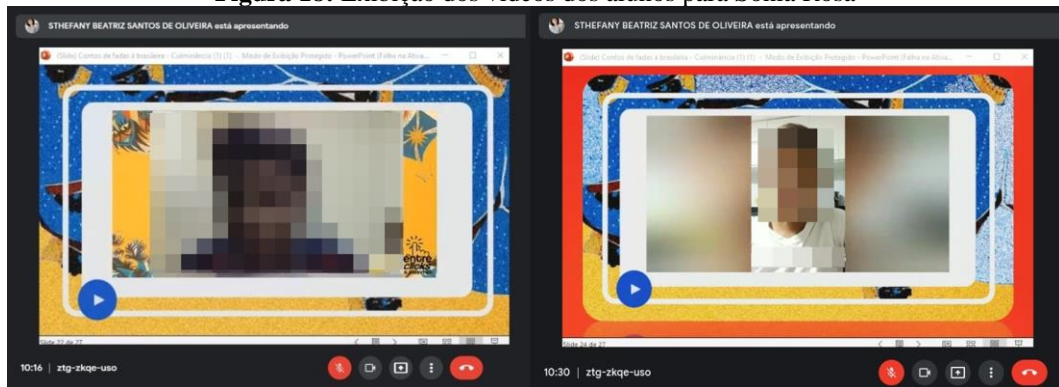 Figura 18: Exibição dos vídeos dos alunos para Sonia Rosa
STHEFANY BEATRIZ SANTOS DE OLIVEIRA está apresentando
(Slide) Contos de fadas à brasileira - Culminância (1) (1) - Modo de Exibição Protegido - PowerPoint (Falha na Ativa...
entre
clicks
Slide 22 de 27
10:16 | ztg-zkqe-uso
STHEFANY BEATRIZ SANTOS DE OLIVEIRA está apresentando
(Slide) Contos de fadas à brasileira - Culminância (1) (1) - Modo de Exibição Protegido - PowerPoint (Falha na Ativa...
Slide 24 de 27
10:30 | ztg-zkqe-uso